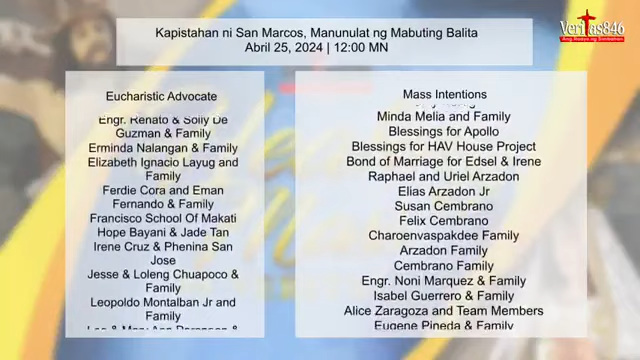 Kapistahan ni San Marcos, Manunulat ng Mabuting Balita
Abril 25, 2024 | 12:00 MN
Veritas846
Ang Radyo ng Simbahan
Eucharistic Advocate
Engr. Renato & Solly De
Guzman & Family
Erminda Nalangan & Family
Elizabeth Ignacio Layug and
Family
Ferdie Cora and Eman
Fernando & Family
Francisco School Of Makati
Hope Bayani & Jade Tan
Irene Cruz & Phenina San
Jose
Jesse & Loleng Chuapoco &
Family
Leopoldo Montalban Jr and
Family
Mass Intentions
Minda Melia and Family
Blessings for Apollo
Blessings for HAV House Project
Bond of Marriage for Edsel & Irene
Raphael and Uriel Arzadon
Elias Arzadon Jr
Susan Cembrano
Felix Cembrano
Charoenvaspakdee Family
Arzadon Family
Cembrano Family
Engr. Noni Marquez & Family
Isabel Guerrero & Family
Alice Zaragoza and Team Members
Eugene Pineda & Family